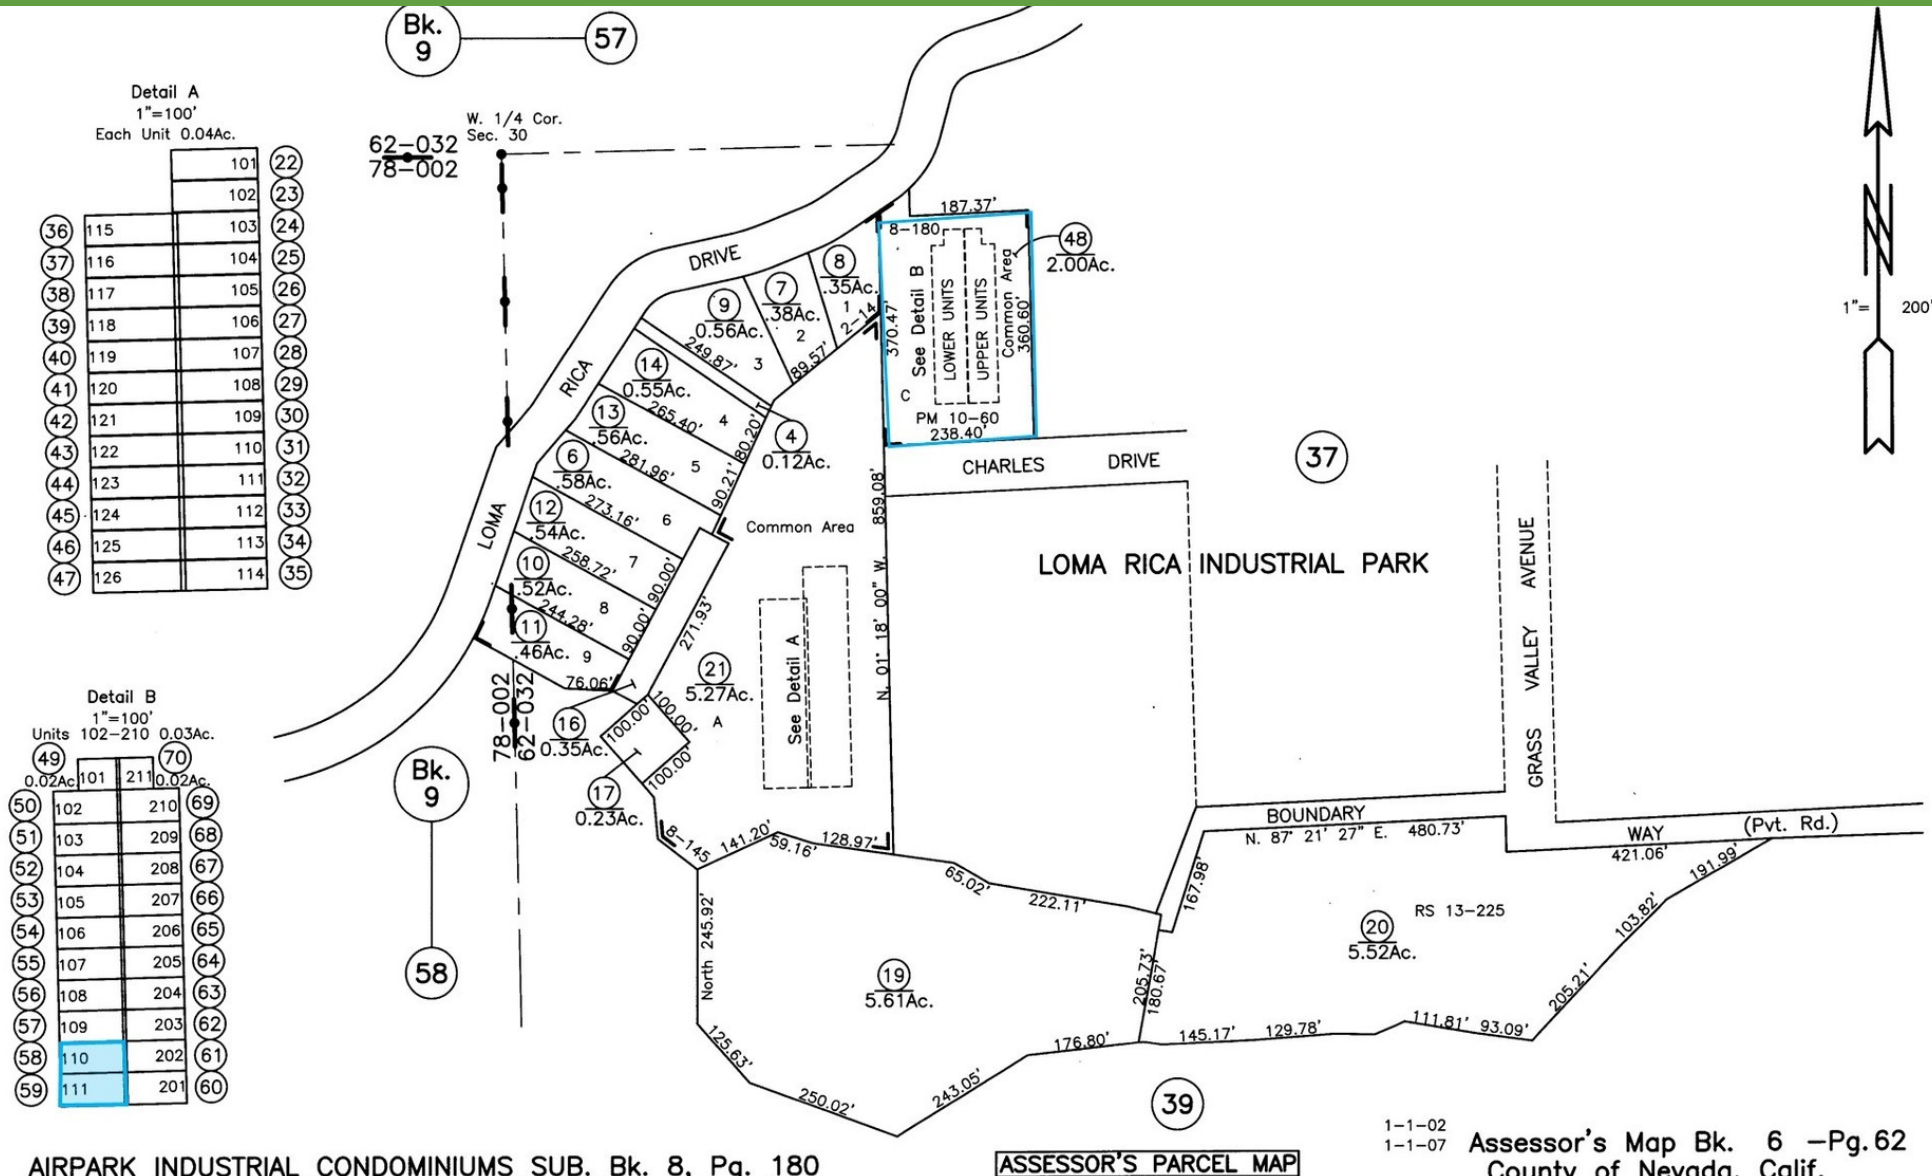 Bk.
9
57
Detail A
1"=100'
Each Unit 0.04Ac.
101 22
102 23
36 115 103 24
37 116 104 25
38 117 105 26
39 118 106 27
40 119 107 28
41 120 108 29
42 121 109 30
43 122 110 31
44 123 111 32
45 124 112 33
46 125 113 34
47 126 114 35
W. 1/4 Cor.
Sec. 30
62-032
78-002
LOMA RICA DRIVE
187.37'
8-180
48
2.00Ac.
See Detail B
LOWER UNITS
UPPER UNITS
Common Area
370.47'
360.60'
C
PM 10-60
238.40'
8
.35Ac.
1
2-14
7
.38Ac.
2
89.57'
9
0.56Ac.
3
249.87'
14
0.55Ac.
4
265.40'
80.20'
4
0.12Ac.
13
.56Ac.
5
281.96'
90.21'
6
.58Ac.
6
273.16'
12
.54Ac.
7
258.72'
90.00'
10
.52Ac.
8
244.28'
90.00'
11
.46Ac.
9
76.06'
CHARLES DRIVE
37
1"= 200'
Common Area
859.08'
N. 01° 18' 00" W.
LOMA RICA INDUSTRIAL PARK
GRASS VALLEY AVENUE
271.93'
See Detail A
21
5.27Ac.
A
78-002
62-032
16
0.35Ac.
100.00'
100.00'
100.00'
17
0.23Ac.
Detail B
1"=100'
Units 102-210 0.03Ac.
49 70
0.02Ac. 101 211 0.02Ac.
50 102 210 69
51 103 209 68
52 104 208 67
53 105 207 66
54 106 206 65
55 107 205 64
56 108 204 63
57 109 203 62
58 110 202 61
59 111 201 60
Bk.
9
58
8-145
141.20'
59.16'
128.97'
BOUNDARY WAY (Pvt. Rd.)
N. 87° 21' 27" E. 480.73'
421.06'
191.99'
65.02'
222.11'
167.98'
North 245.92'
19
5.61Ac.
205.73'
180.67'
20
5.52Ac.
RS 13-225
103.82'
205.21'
125.63'
250.02'
243.05'
176.80'
145.17'
129.78'
111.81'
93.09'
39
1-1-02
1-1-07
Assessor's Map Bk. 6 -Pg.62
County of Nevada, Calif.
AIRPARK INDUSTRIAL CONDOMINIUMS SUB. Bk. 8, Pg. 180
ASSESSOR'S PARCEL MAP